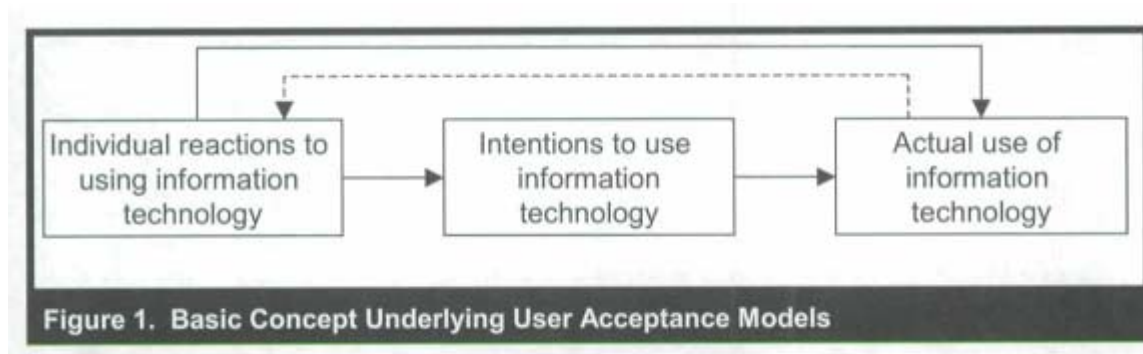 Individual reactions to
using information
technology
Intentions to use
information
technology
Actual use of
information
technology
Figure 1. Basic Concept Underlying User Acceptance Models